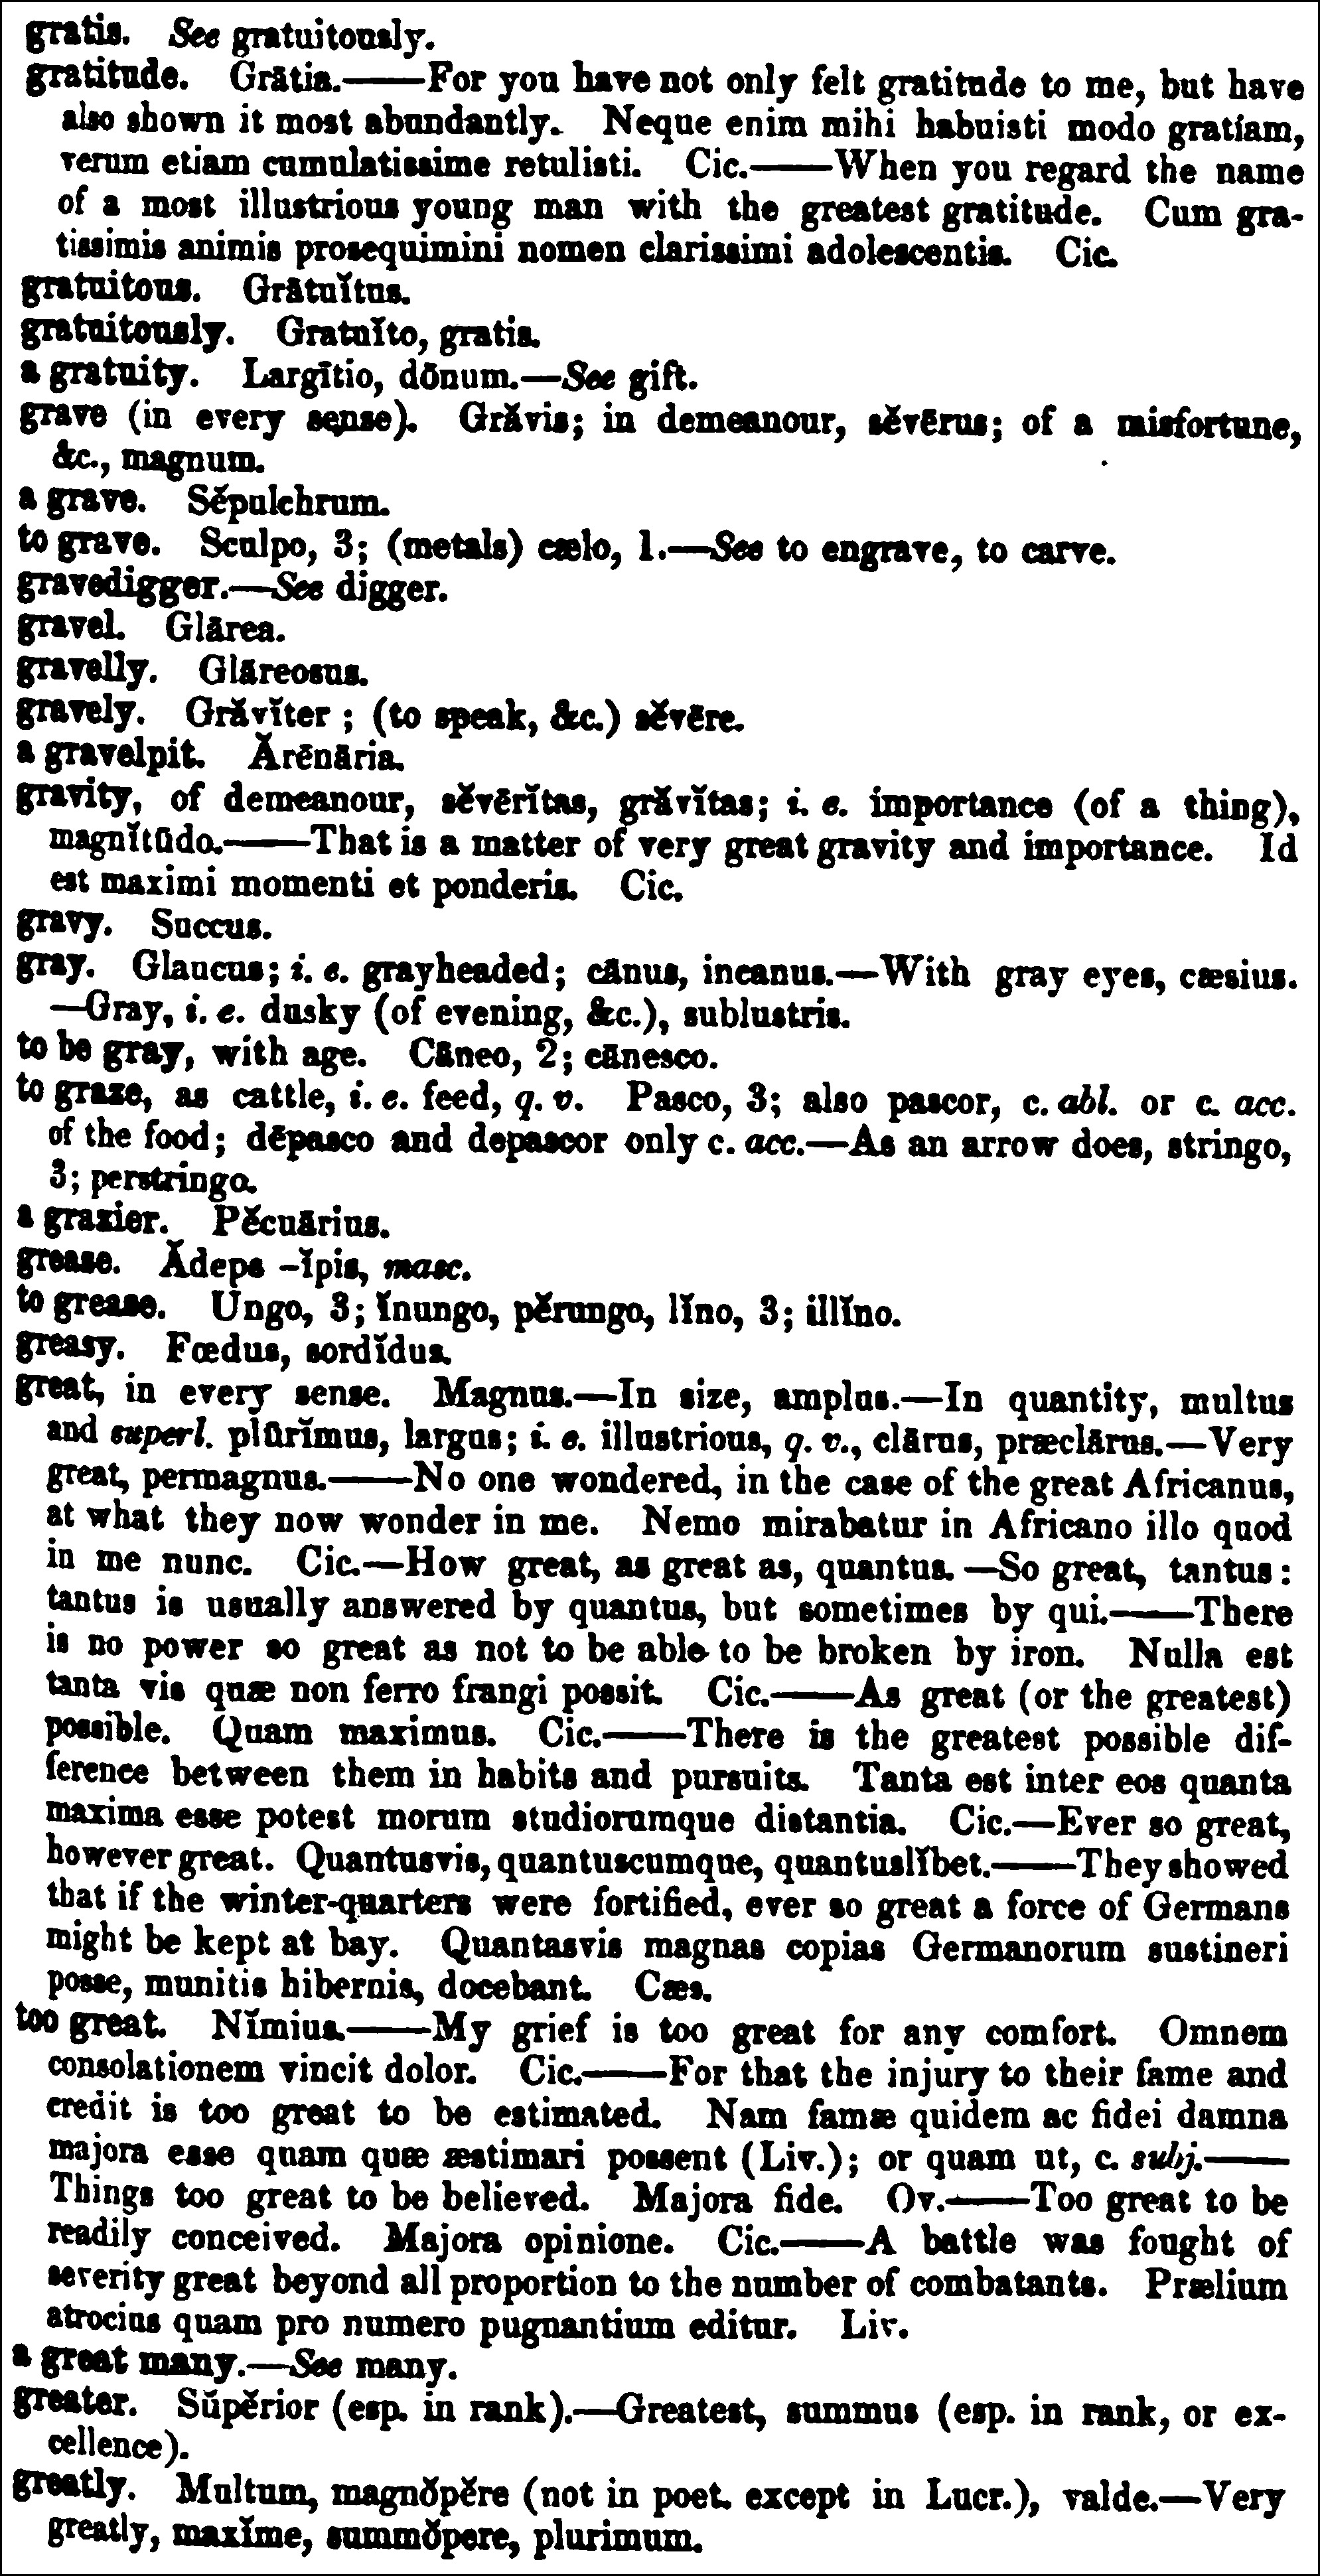 gratis. See gratuitously.
gratitude. Grātia.——For you have not only felt gratitude to me, but have
also shown it most abundantly. Neque enim mihi habuisti modo gratiam,
verum etiam cumulatissime retulisti. Cic.——When you regard the name
of a most illustrious young man with the greatest gratitude. Cum gra-
tissimis animis prosequimini nomen clarissimi adolescentis. Cic.
gratuitous. Grātuĭtus.
gratuitously. Gratuĭto, gratis.
a gratuity. Largītio, dōnum.—See gift.
grave (in every sense). Grăvis; in demeanour, sĕvērus; of a misfortune,
&c., magnum.
a grave. Sĕpulchrum.
to grave. Sculpo, 3; (metals) cælo, 1.—See to engrave, to carve.
gravedigger.—See digger.
gravel. Glārea.
gravelly. Glāreosus.
gravely. Grăvĭter; (to speak, &c.) sĕvēre.
a gravelpit. Ărēnāria.
gravity, of demeanour, sĕvērĭtas, grăvĭtas; i. e. importance (of a thing),
magnĭtūdo.——That is a matter of very great gravity and importance. Id
est maximi momenti et ponderis. Cic.
gravy. Succus.
gray. Glaucus; i. e. grayheaded; cānus, incanus.—With gray eyes, cæsius.
—Gray, i. e. dusky (of evening, &c.), sublustris.
to be gray, with age. Cāneo, 2; cānesco.
to graze, as cattle, i. e. feed, q. v. Pasco, 3; also pascor, c. abl. or c. acc.
of the food; dēpasco and depascor only c. acc.—As an arrow does, stringo,
3; perstringo.
a grazier. Pĕcuārius.
grease. Ădeps -ĭpis, masc.
to grease. Ungo, 3; ĭnungo, pĕrungo, lĭno, 3; illĭno.
greasy. Fœdus, sordĭdus.
great, in every sense. Magnus.—In size, amplus.—In quantity, multus
and superl. plūrĭmus, largus; i. e. illustrious, q. v., clārus, præclārus.—Very
great, permagnus.——No one wondered, in the case of the great Africanus,
at what they now wonder in me. Nemo mirabatur in Africano illo quod
in me nunc. Cic.—How great, as great as, quantus.—So great, tantus:
tantus is usually answered by quantus, but sometimes by qui.——There
is no power so great as not to be able to be broken by iron. Nulla est
tanta vis quæ non ferro frangi possit. Cic.——As great (or the greatest)
possible. Quam maximus. Cic.——There is the greatest possible dif-
ference between them in habits and pursuits. Tanta est inter eos quanta
maxima esse potest morum studiorumque distantia. Cic.—Ever so great,
however great. Quantusvis, quantuscumque, quantuslĭbet.——They showed
that if the winter-quarters were fortified, ever so great a force of Germans
might be kept at bay. Quantasvis magnas copias Germanorum sustineri
posse, munitis hibernis, docebant. Cæs.
too great. Nĭmius.——My grief is too great for any comfort. Omnem
consolationem vincit dolor. Cic.——For that the injury to their fame and
credit is too great to be estimated. Nam famæ quidem ac fidei damna
majora esse quam quæ æstimari possent (Liv.); or quam ut, c. subj.——
Things too great to be believed. Majora fide. Ov.——Too great to be
readily conceived. Majora opinione. Cic.——A battle was fought of
severity great beyond all proportion to the number of combatants. Prælium
atrocius quam pro numero pugnantium editur. Liv.
a great many.—See many.
greater. Sŭpĕrior (esp. in rank).—Greatest, summus (esp. in rank, or ex-
cellence).
greatly. Multum, magnŏpĕre (not in poet. except in Lucr.), valde.—Very
greatly, maxĭme, summŏpere, plurimum.